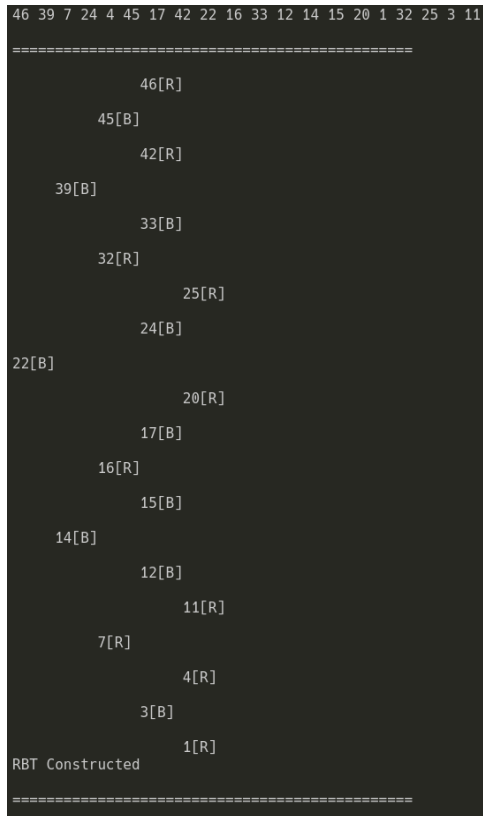 46 39 7 24 4 45 17 42 22 16 33 12 14 15 20 1 32 25 3 11
===============================================
46[R]
45[B]
42[R]
39[B]
33[B]
32[R]
25[R]
24[B]
22[B]
20[R]
17[B]
16[R]
15[B]
14[B]
12[B]
11[R]
7[R]
4[R]
3[B]
1[R]
RBT Constructed
===============================================